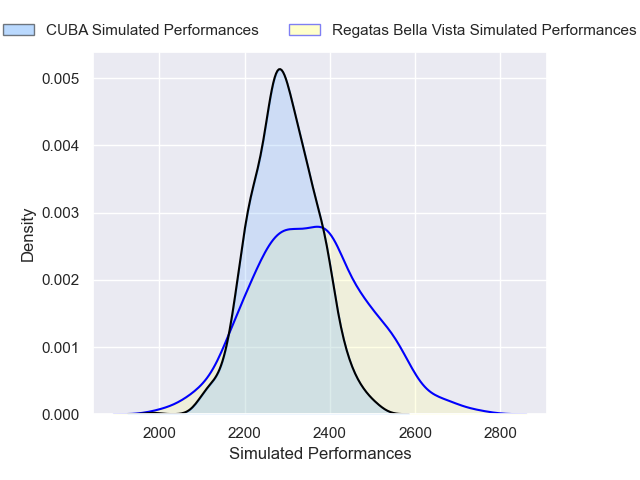 CUBA Simulated Performances
Regatas Bella Vista Simulated Performances
0.005
0.004
0.003
0.002
0.001
0.000
Density
2000 2200 2400 2600 2800
Simulated Performances